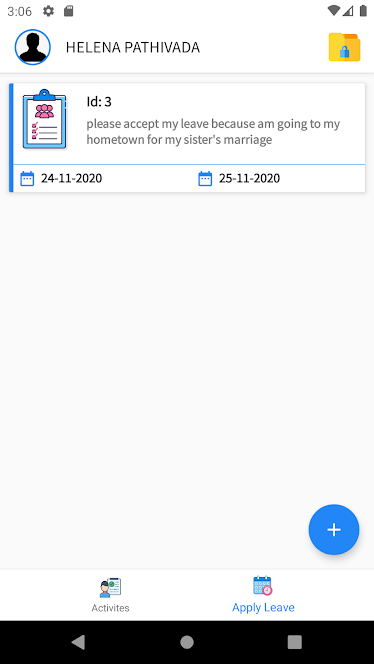 3:06
HELENA PATHIVADA
Id: 3
please accept my leave because am going to my
hometown for my sister's marriage
24-11-2020
25-11-2020
Activites
Apply Leave